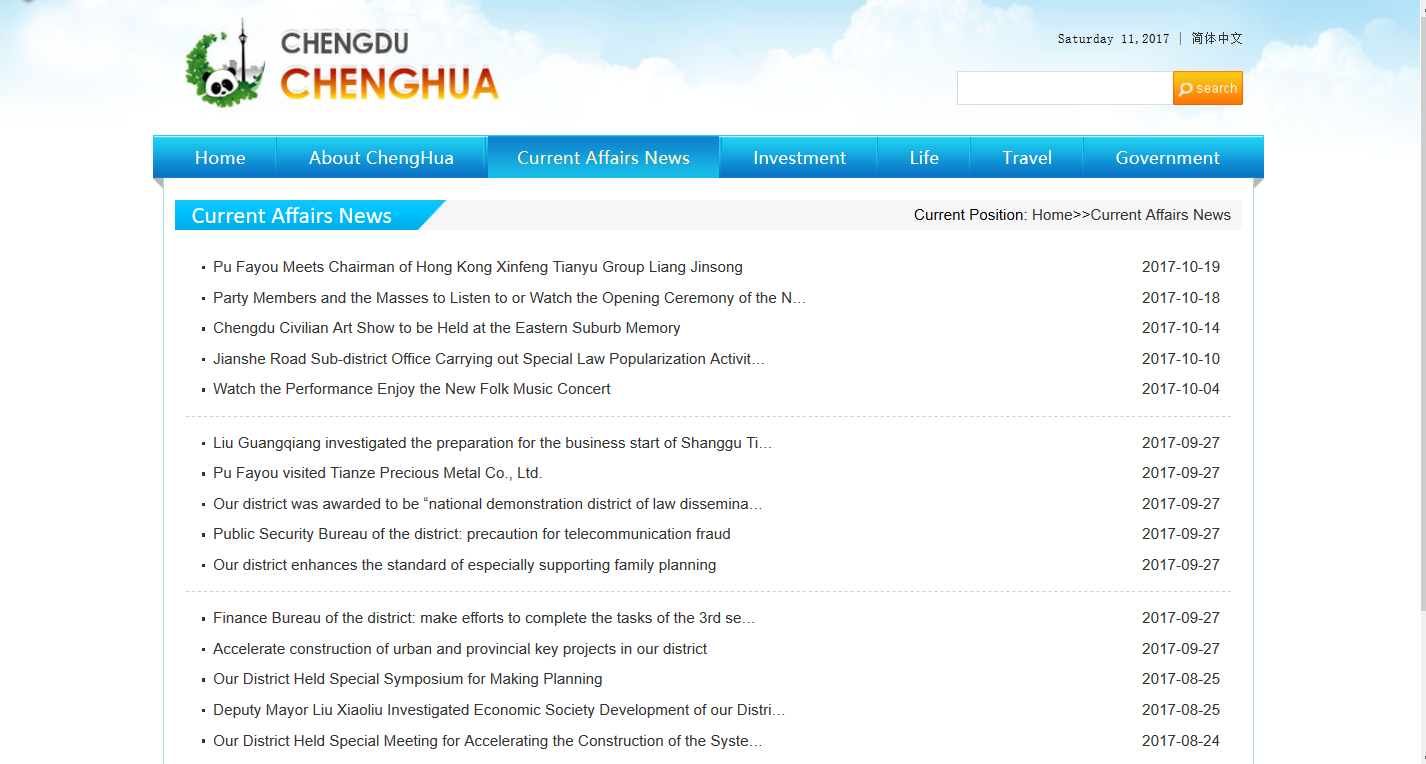 CHENGDU
CHENGHUA
Saturday 11,2017 | 简体中文
search
Home About ChengHua Current Affairs News Investment Life Travel Government
Current Affairs News Current Position: Home>>Current Affairs News
Pu Fayou Meets Chairman of Hong Kong Xinfeng Tianyu Group Liang Jinsong 2017-10-19
Party Members and the Masses to Listen to or Watch the Opening Ceremony of the N… 2017-10-18
Chengdu Civilian Art Show to be Held at the Eastern Suburb Memory 2017-10-14
Jianshe Road Sub-district Office Carrying out Special Law Popularization Activit… 2017-10-10
Watch the Performance Enjoy the New Folk Music Concert 2017-10-04
Liu Guangqiang investigated the preparation for the business start of Shanggu Ti… 2017-09-27
Pu Fayou visited Tianze Precious Metal Co., Ltd. 2017-09-27
Our district was awarded to be “national demonstration district of law dissemina… 2017-09-27
Public Security Bureau of the district: precaution for telecommunication fraud 2017-09-27
Our district enhances the standard of especially supporting family planning 2017-09-27
Finance Bureau of the district: make efforts to complete the tasks of the 3rd se… 2017-09-27
Accelerate construction of urban and provincial key projects in our district 2017-09-27
Our District Held Special Symposium for Making Planning 2017-08-25
Deputy Mayor Liu Xiaoliu Investigated Economic Society Development of our Distri… 2017-08-25
Our District Held Special Meeting for Accelerating the Construction of the Syste… 2017-08-24